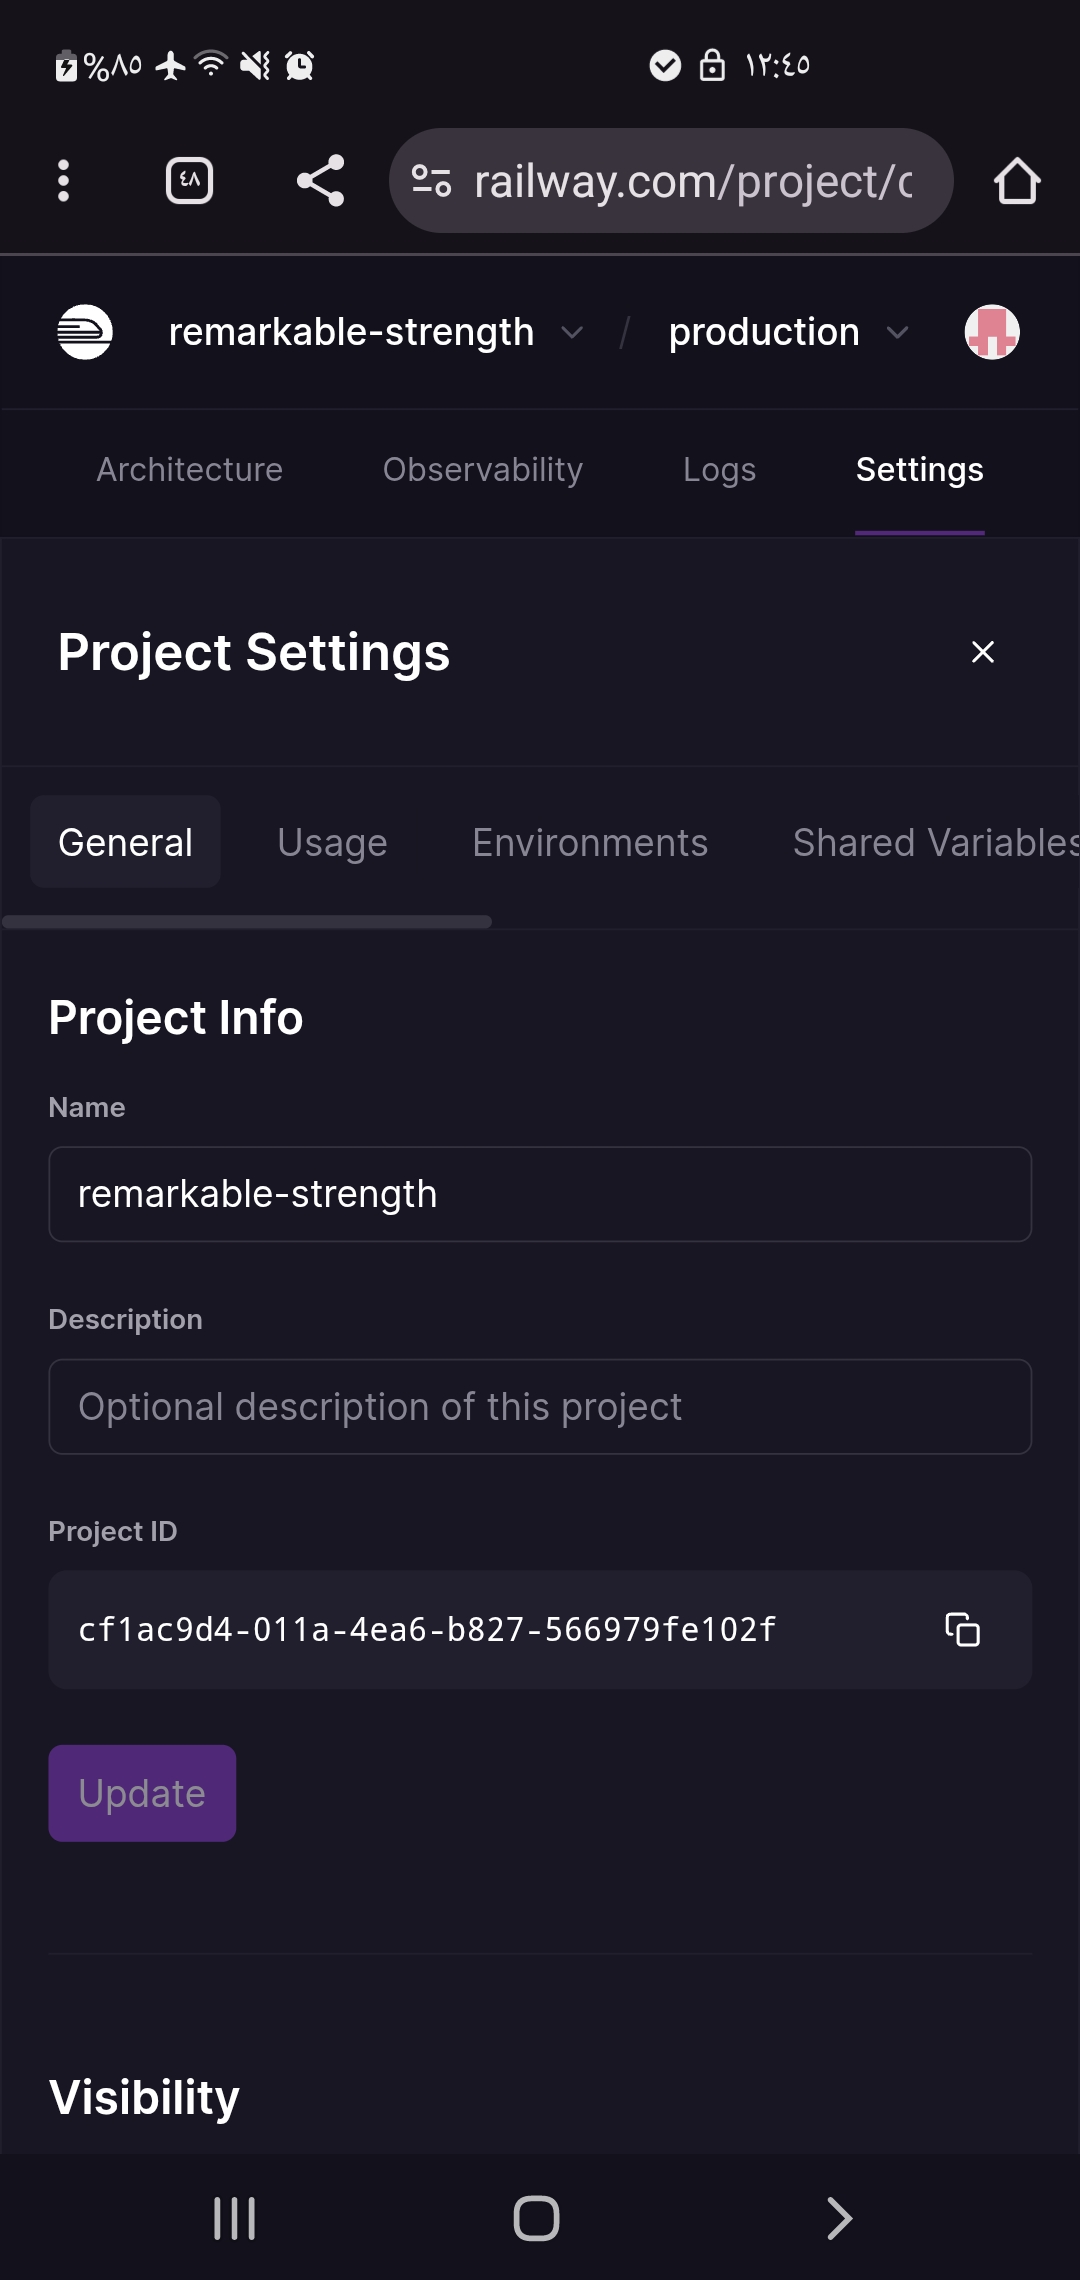 %٨٥ ١٢:٤٥
٤٨ railway.com/project/c
remarkable-strength / production
Architecture Observability Logs Settings
Project Settings
General Usage Environments Shared Variables
Project Info
Name
remarkable-strength
Description
Optional description of this project
Project ID
cf1ac9d4-011a-4ea6-b827-566979fe102f
Update
Visibility